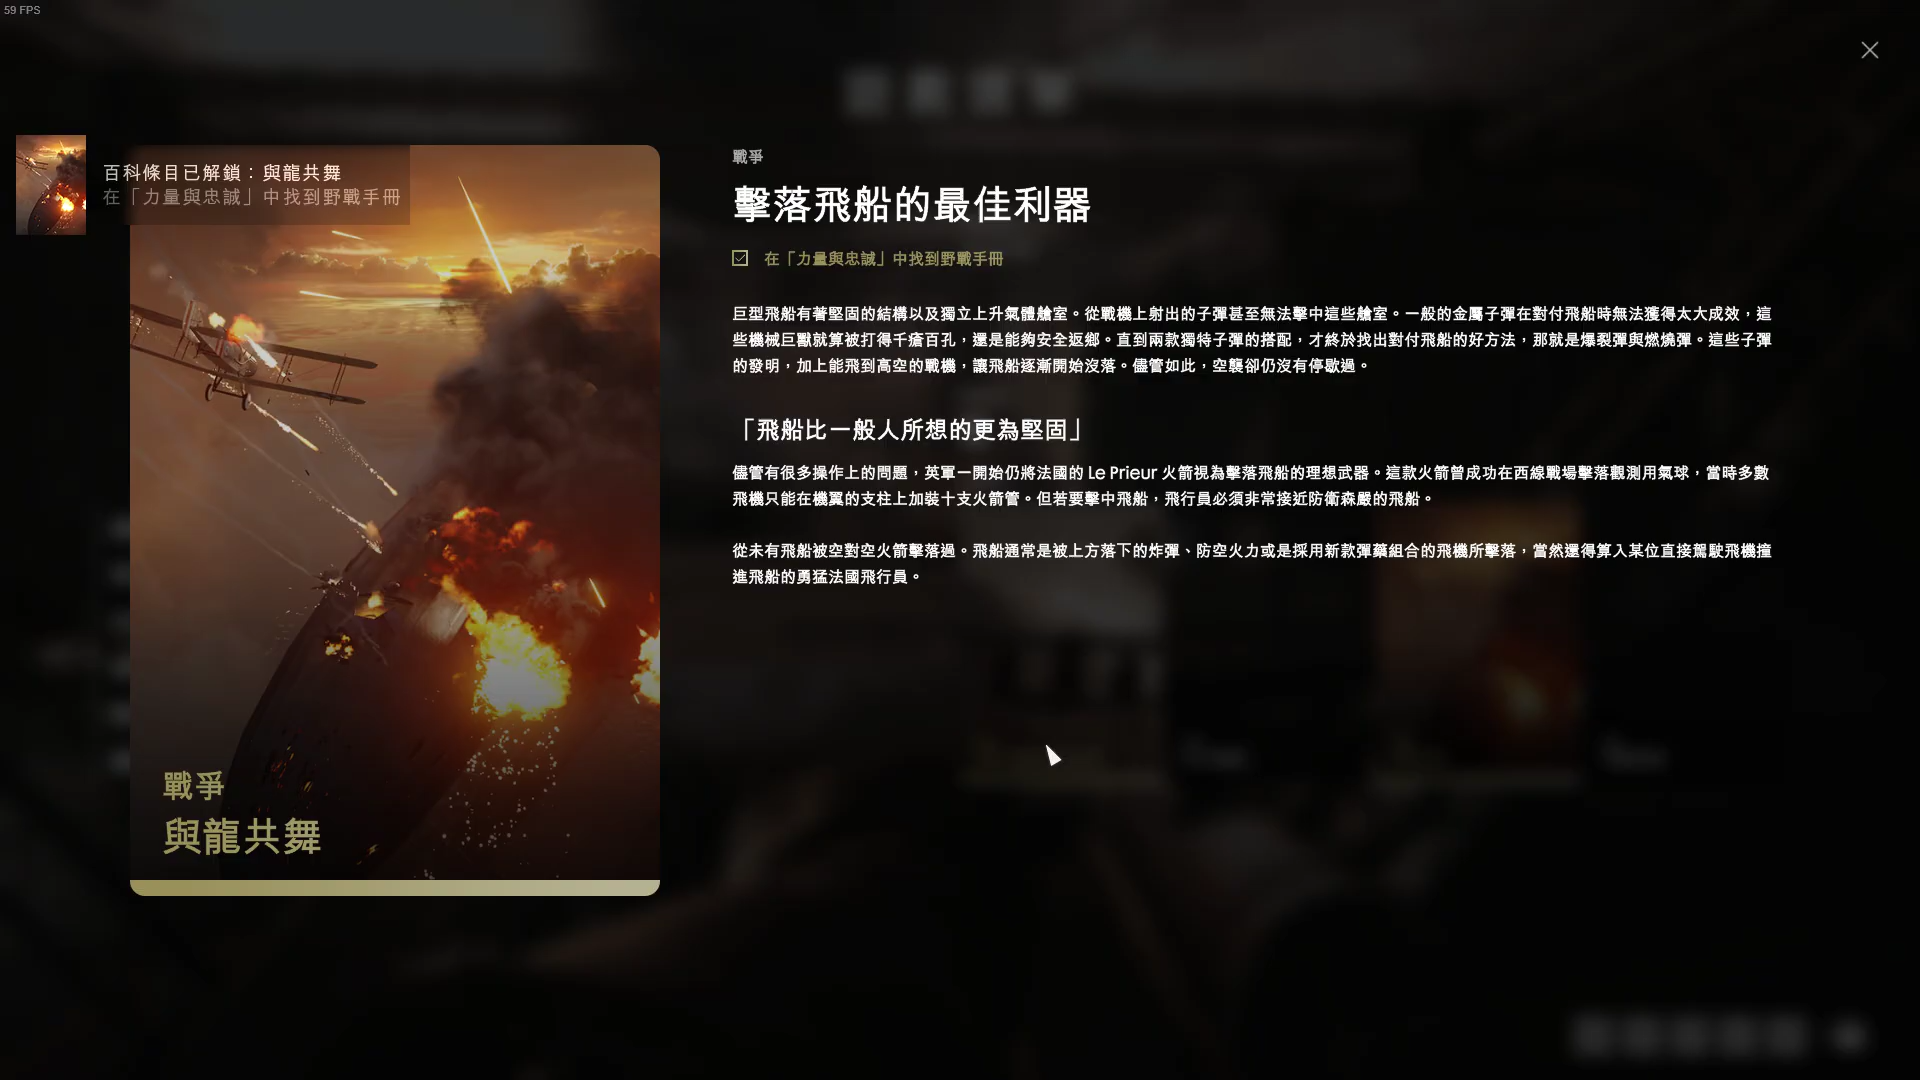 59 FPS
百科條目已解鎖：與龍共舞
在「力量與忠誠」中找到野戰手冊
戰爭
與龍共舞
戰爭
擊落飛船的最佳利器
在「力量與忠誠」中找到野戰手冊
巨型飛船有著堅固的結構以及獨立上升氣體艙室。從戰機上射出的子彈甚至無法擊中這些艙室。一般的金屬子彈在對付飛船時無法獲得太大成效，這
些機械巨獸就算被打得千瘡百孔，還是能夠安全返鄉。直到兩款獨特子彈的搭配，才終於找出對付飛船的好方法，那就是爆裂彈與燃燒彈。這些子彈
的發明，加上能飛到高空的戰機，讓飛船逐漸開始沒落。儘管如此，空襲卻仍沒有停歇過。
「飛船比一般人所想的更為堅固」
儘管有很多操作上的問題，英軍一開始仍將法國的 Le Prieur 火箭視為擊落飛船的理想武器。這款火箭曾成功在西線戰場擊落觀測用氣球，當時多數
飛機只能在機翼的支柱上加裝十支火箭管。但若要擊中飛船，飛行員必須非常接近防衛森嚴的飛船。
從未有飛船被空對空火箭擊落過。飛船通常是被上方落下的炸彈、防空火力或是採用新款彈藥組合的飛機所擊落，當然還得算入某位直接駕駛飛機撞
進飛船的勇猛法國飛行員。